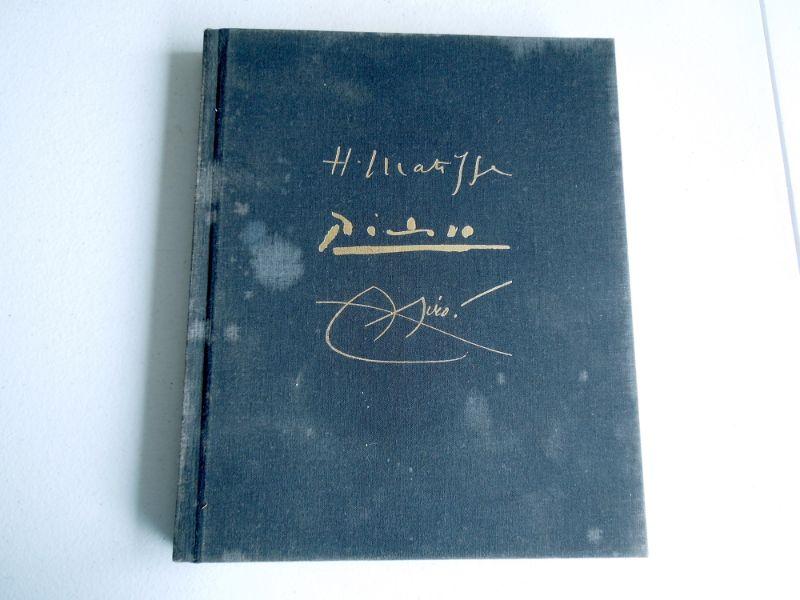 H. Matisse
Picasso
Miró.